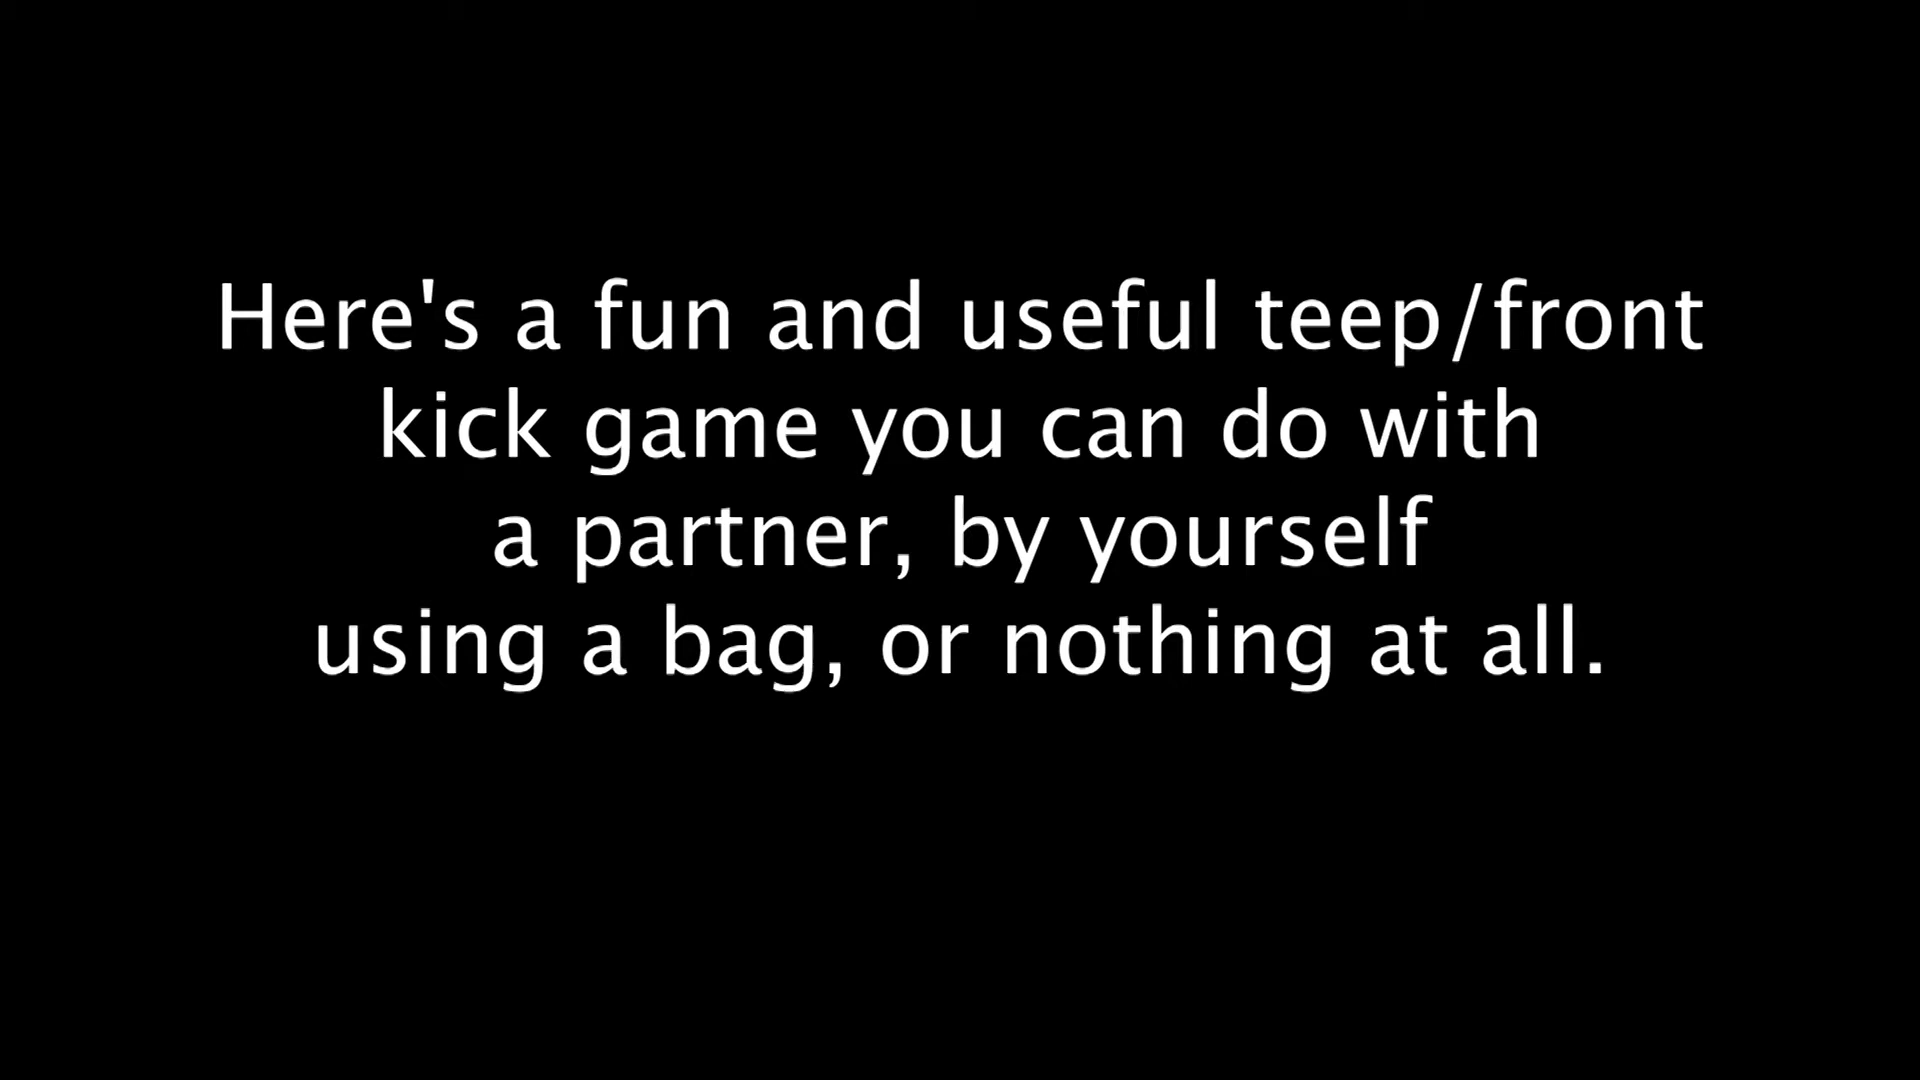 Here's a fun and useful teep/front
kick game you can do with
a partner, by yourself
using a bag, or nothing at all.